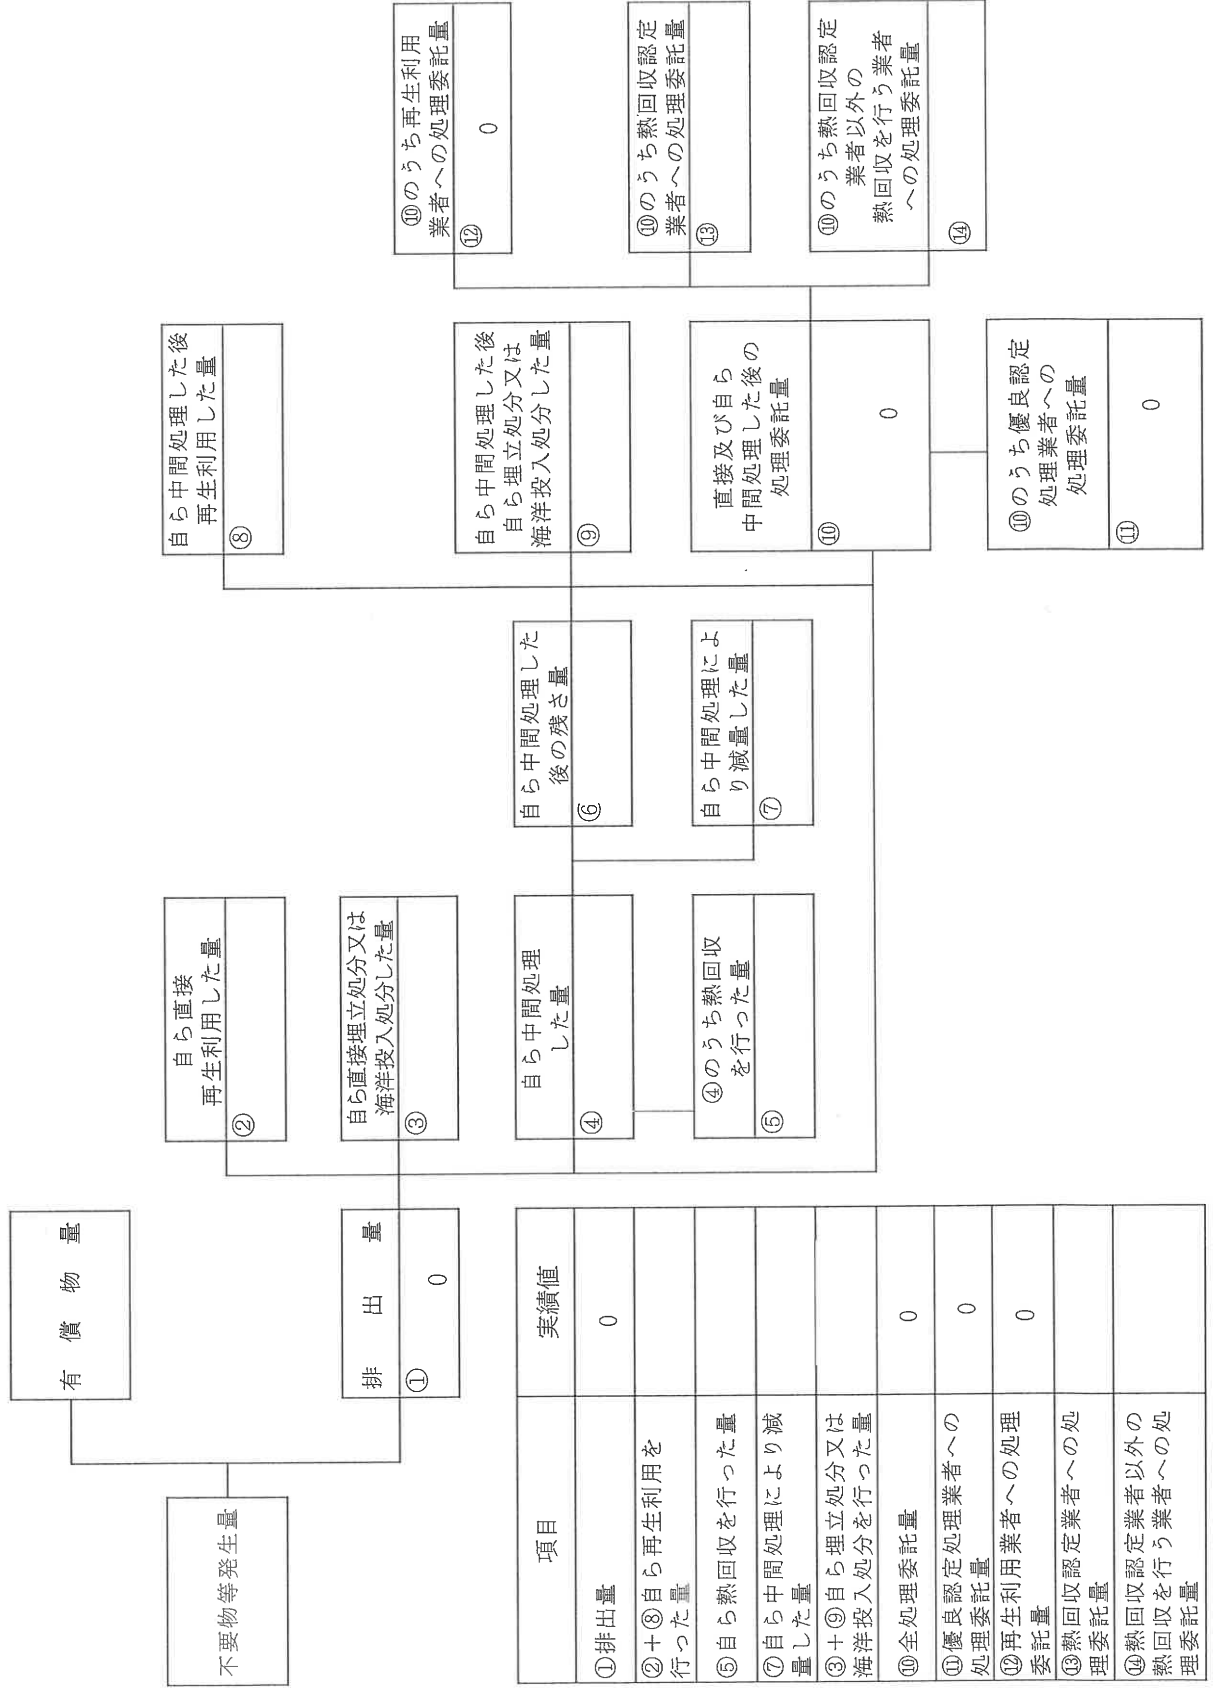 不要物等発生量
有償物量
排出量
①
0
自ら直接
再生利用した量
②
自ら直接埋立処分又は
海洋投入処分した量
③
自ら中間処理
した量
④
④のうち熱回収
を行った量
⑤
自ら中間処理した
後の残さ量
⑥
自ら中間処理によ
り減量した量
⑦
自ら中間処理した後
再生利用した量
⑧
自ら中間処理した後
自ら埋立処分又は
海洋投入処分した量
⑨
直接及び自ら
中間処理した後の
処理委託量
⑩
0
⑩のうち優良認定
処理業者への
処理委託量
⑪
0
⑩のうち再生利用
業者への処理委託量
⑫
0
⑩のうち熱回収認定
業者への処理委託量
⑬
⑩のうち熱回収認定
業者以外の
熱回収を行う業者
への処理委託量
⑭
項目 実績値
①排出量 0
②+⑧自ら再生利用を
行った量
⑤自ら熱回収を行った量
⑦自ら中間処理により減
量した量
③+⑨自ら埋立処分又は
海洋投入処分を行った量
⑩全処理委託量 0
⑪優良認定処理業者への
処理委託量 0
⑫再生利用業者への処理
委託量 0
⑬熱回収認定業者への処
理委託量
⑭熱回収認定業者以外の
熱回収を行う業者への処
理委託量